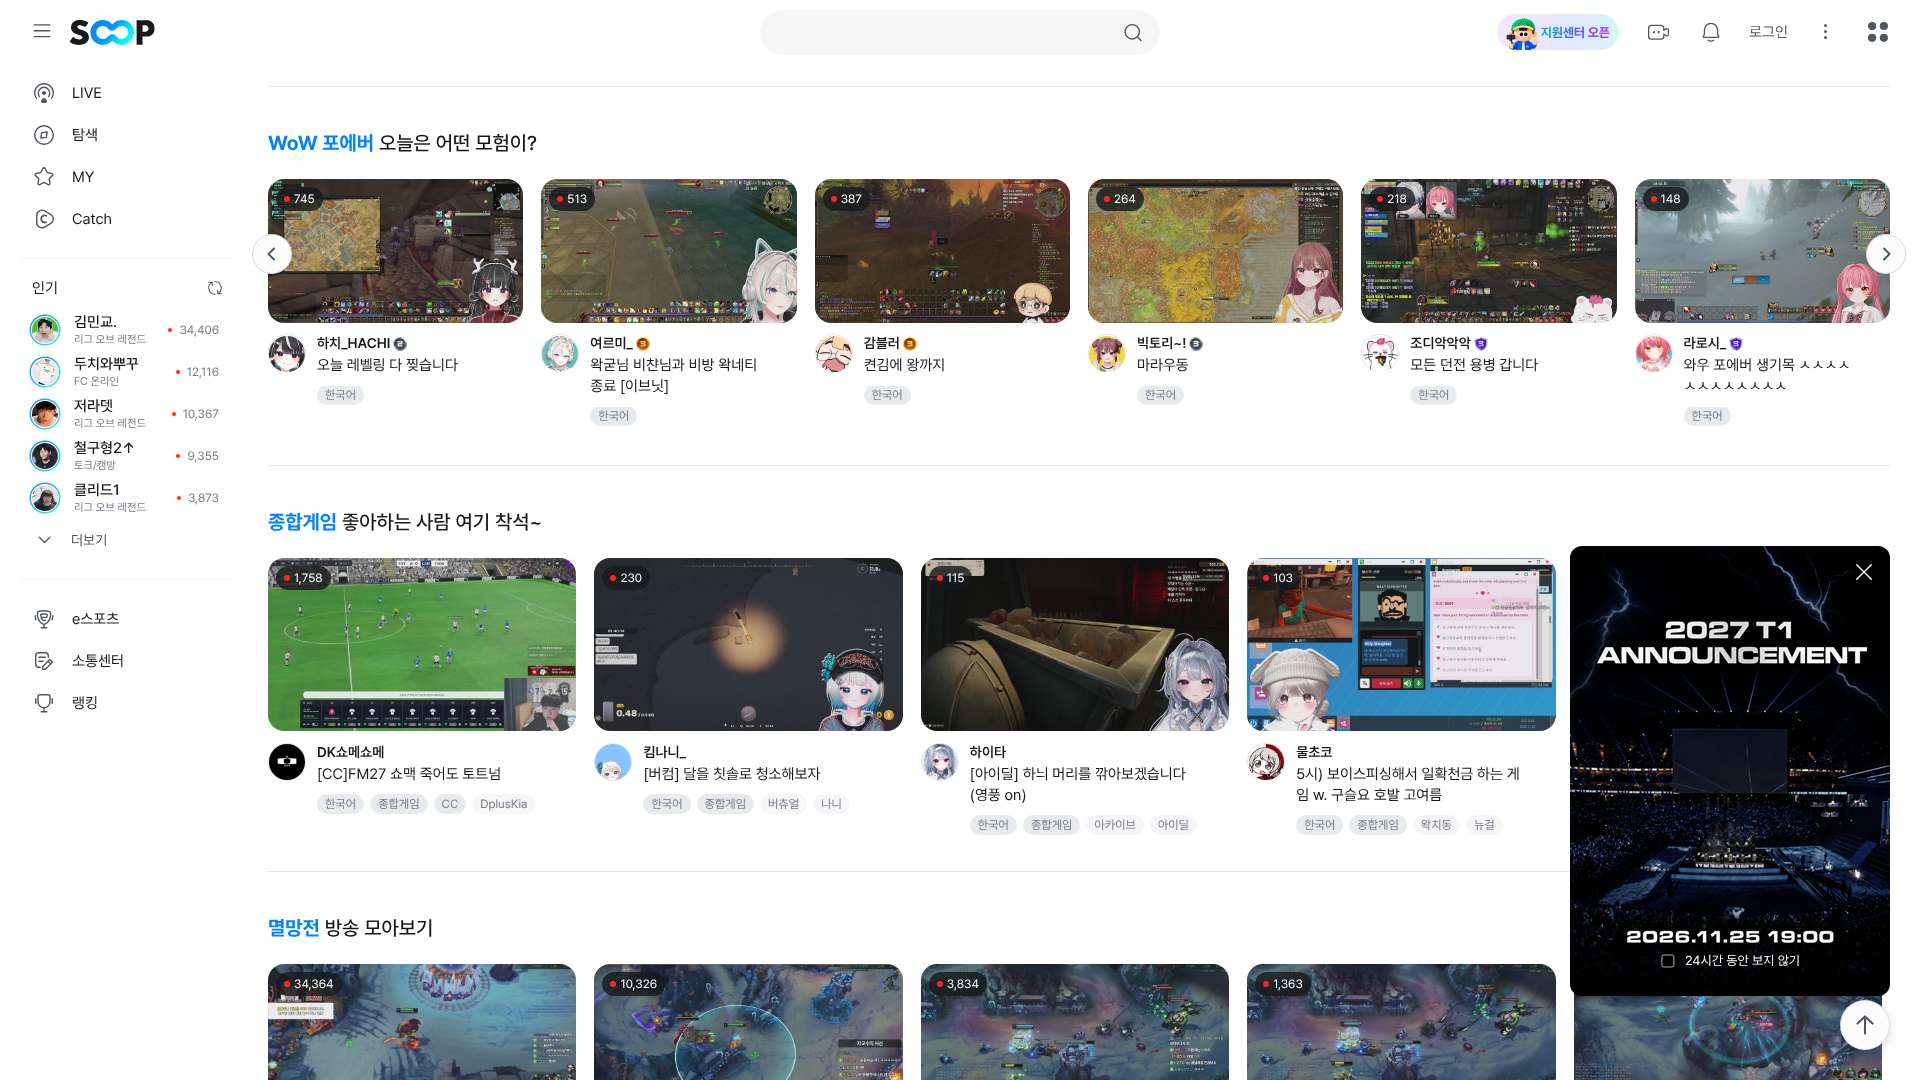 SOOP
지원센터 오픈
로그인
LIVE
탐색
MY
Catch
인기
김민교.
리그 오브 레전드
34,406
두치와뿌꾸
FC 온라인
12,116
저라뎃
리그 오브 레전드
10,367
철구형2↑
토크/캠방
9,355
클리드1
리그 오브 레전드
3,873
더보기
e스포츠
소통센터
랭킹
WoW 포에버 오늘은 어떤 모험이?
745
513
387
264
218
148
하치_HACHI
오늘 레벨링 다 찢습니다
한국어
여르미_
왁굳님 비챤님과 비방 왁네티
종료 [이브닛]
한국어
감블러
켠김에 왕까지
한국어
빅토리~!
마라우동
한국어
조디악악악
모든 던전 용병 갑니다
한국어
라로시_
와우 포에버 생기목 ㅅㅅㅅㅅ
ㅅㅅㅅㅅㅅㅅㅅㅅ
한국어
종합게임 좋아하는 사람 여기 착석~
1,758
230
115
103
0.48
DK쇼메쇼메
[CC]FM27 쇼맥 죽어도 토트넘
한국어 종합게임 CC DplusKia
킴나니_
[버컴] 달을 칫솔로 청소해보자
한국어 종합게임 버츄얼 나니
하이타
[아이딜] 하늬 머리를 깎아보겠습니다
(영풍 on)
한국어 종합게임 아카이브 아이딜
물초코
5시) 보이스피싱해서 일확천금 하는 게
임 w. 구슬요 호발 고여름
한국어 종합게임 왁치동 뉴걸
2027 T1
ANNOUNCEMENT
2026.11.25 19:00
24시간 동안 보지 않기
멸망전 방송 모아보기
34,364
10,326
3,834
1,363